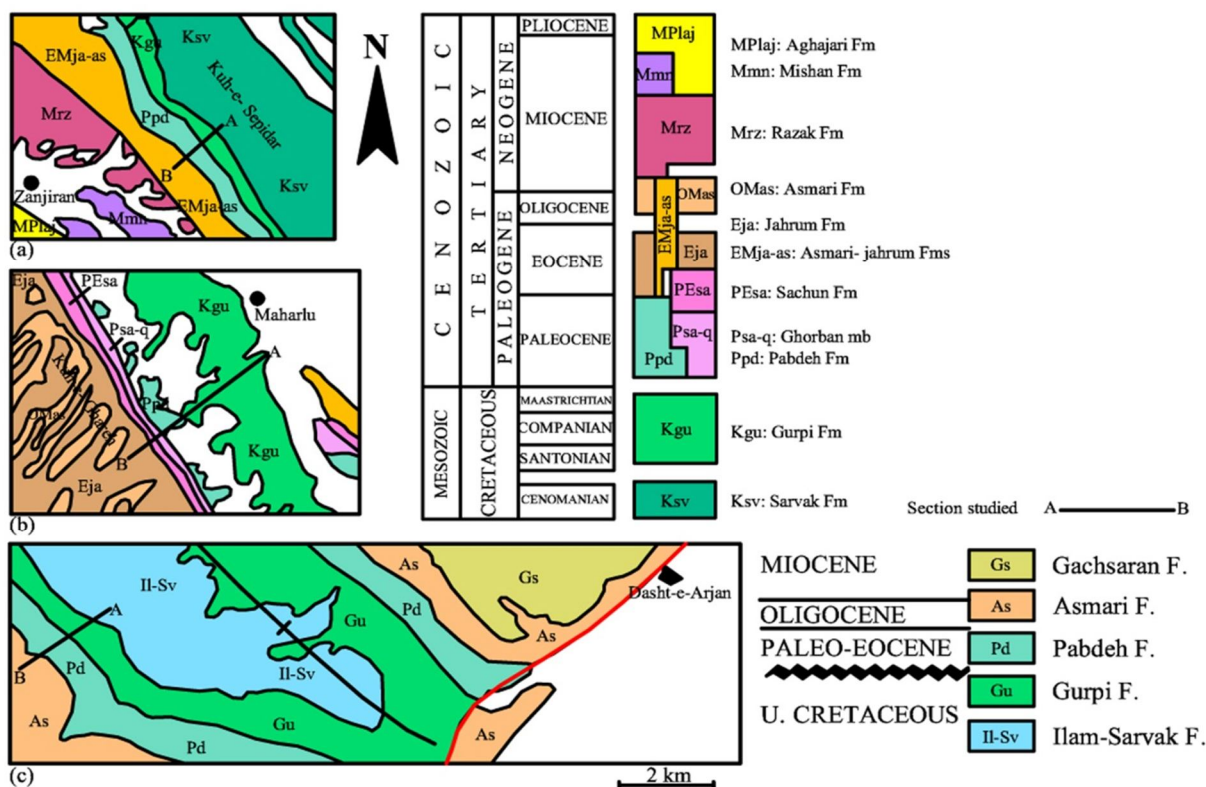 EMja-as
Kgu
Ksv
N
Kuh-e- Sepidar
Mrz
Ppd
A
B
Zanjiran
Ksv
EMja-as
Mmn
MPlaj
(a)
Eja
PEsa
Kgu
Maharlu
Psa-q
A
OMas
Ppd
B
Kgu
Eja
(b)
CENOZOIC
TERTIARY
NEOGENE
PALEOGENE
PLIOCENE
MIOCENE
OLIGOCENE
EOCENE
PALEOCENE
MESOZOIC
CRETACEOUS
MAASTRICHTIAN
COMPANIAN
SANTONIAN
CENOMANIAN
MPlaj
Mmn
Mrz
OMas
EMja-as
Eja
PEsa
Psa-q
Ppd
Kgu
Ksv
MPlaj: Aghajari Fm
Mmn: Mishan Fm
Mrz: Razak Fm
OMas: Asmari Fm
Eja: Jahrum Fm
EMja-as: Asmari- jahrum Fms
PEsa: Sachun Fm
Psa-q: Ghorban mb
Ppd: Pabdeh Fm
Kgu: Gurpi Fm
Ksv: Sarvak Fm
Section studied A B
Il-Sv
As
Gs
Dasht-e-Arjan
A
Pd
Gu
As
B
Pd
Il-Sv
As
Gu
As
Pd
(c)
2 km
MIOCENE
OLIGOCENE
PALEO-EOCENE
U. CRETACEOUS
Gs Gachsaran F.
As Asmari F.
Pd Pabdeh F.
Gu Gurpi F.
Il-Sv Ilam-Sarvak F.